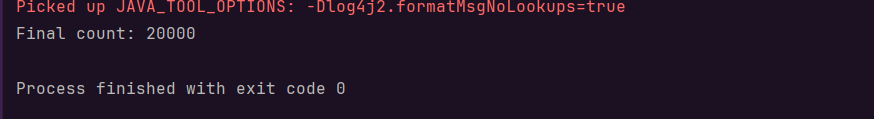 Picked up JAVA_TOOL_OPTIONS: -Dlog4j2.formatMsgNoLookups=true
Final count: 20000
Process finished with exit code 0